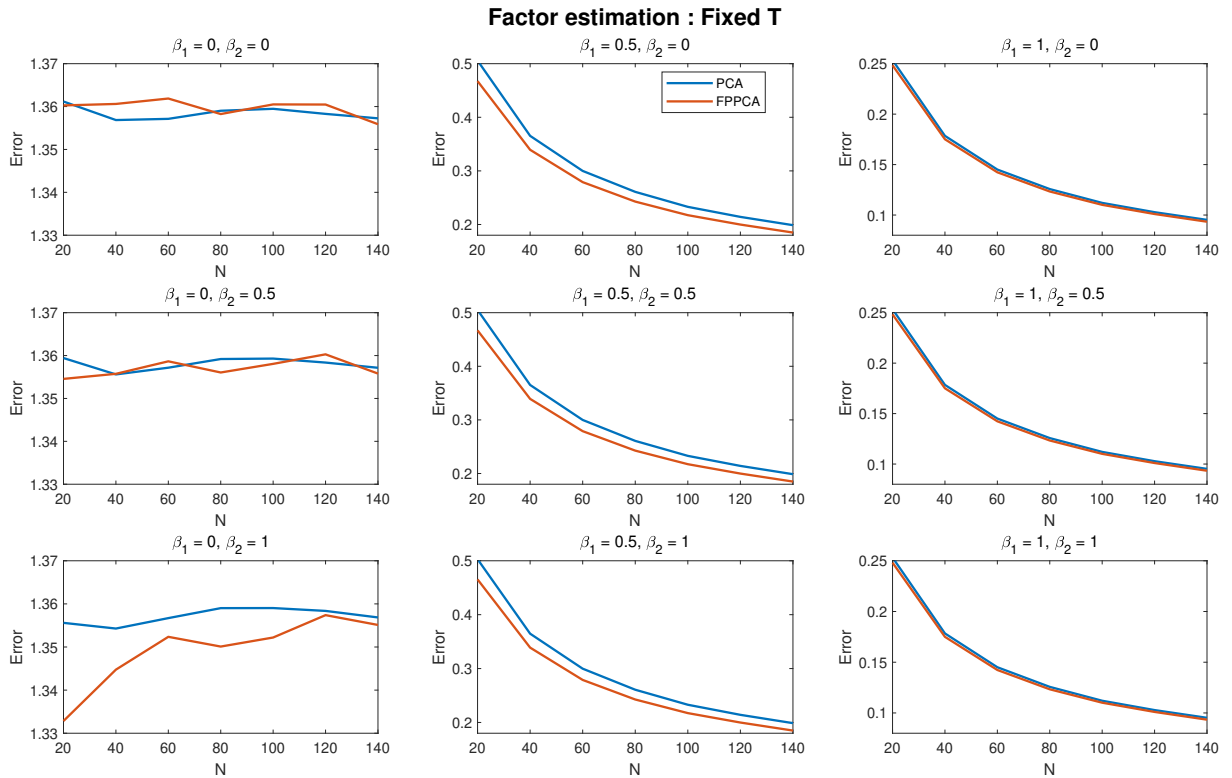 Factor estimation : Fixed T
β1 = 0, β2 = 0
1.37
1.36
1.35
1.34
1.33
Error
20 40 60 80 100 120 140
N
β1 = 0.5, β2 = 0
0.5
0.4
0.3
0.2
Error
PCA
FPPCA
20 40 60 80 100 120 140
N
β1 = 1, β2 = 0
0.25
0.2
0.15
0.1
Error
20 40 60 80 100 120 140
N
β1 = 0, β2 = 0.5
1.37
1.36
1.35
1.34
1.33
Error
20 40 60 80 100 120 140
N
β1 = 0.5, β2 = 0.5
0.5
0.4
0.3
0.2
Error
20 40 60 80 100 120 140
N
β1 = 1, β2 = 0.5
0.25
0.2
0.15
0.1
Error
20 40 60 80 100 120 140
N
β1 = 0, β2 = 1
1.37
1.36
1.35
1.34
1.33
Error
20 40 60 80 100 120 140
N
β1 = 0.5, β2 = 1
0.5
0.4
0.3
0.2
Error
20 40 60 80 100 120 140
N
β1 = 1, β2 = 1
0.25
0.2
0.15
0.1
Error
20 40 60 80 100 120 140
N